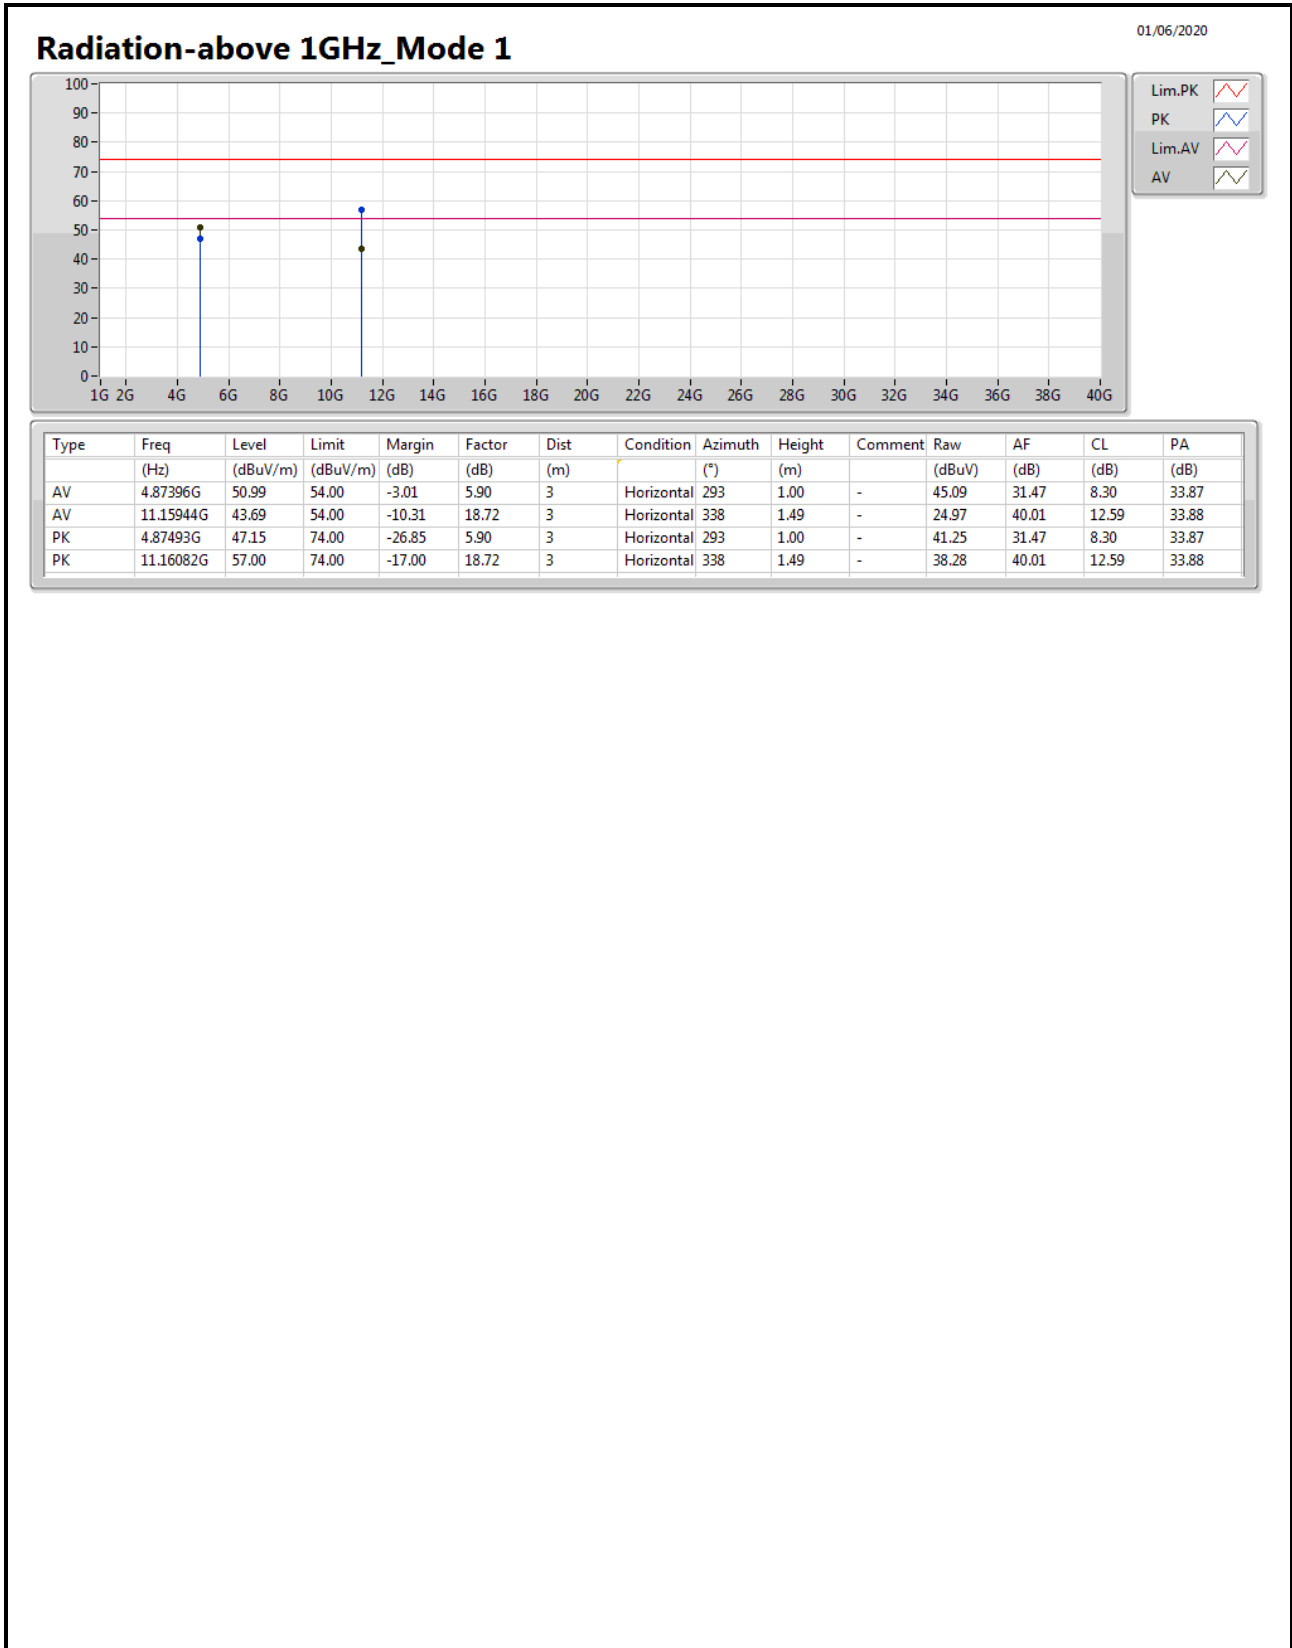 01/06/2020
Radiation-above 1GHz_Mode 1
100
90
80
70
60
50
40
30
20
10
0
1G 2G 4G 6G 8G 10G 12G 14G 16G 18G 20G 22G 24G 26G 28G 30G 32G 34G 36G 38G 40G
Lim.PK
PK
Lim.AV
AV
Type Freq Level Limit Margin Factor Dist Condition Azimuth Height Comment Raw AF CL PA
(Hz) (dBuV/m) (dBuV/m) (dB) (dB) (m) (°) (m) (dBuV) (dB) (dB) (dB)
AV 4.87396G 50.99 54.00 -3.01 5.90 3 Horizontal 293 1.00 - 45.09 31.47 8.30 33.87
AV 11.15944G 43.69 54.00 -10.31 18.72 3 Horizontal 338 1.49 - 24.97 40.01 12.59 33.88
PK 4.87493G 47.15 74.00 -26.85 5.90 3 Horizontal 293 1.00 - 41.25 31.47 8.30 33.87
PK 11.16082G 57.00 74.00 -17.00 18.72 3 Horizontal 338 1.49 - 38.28 40.01 12.59 33.88